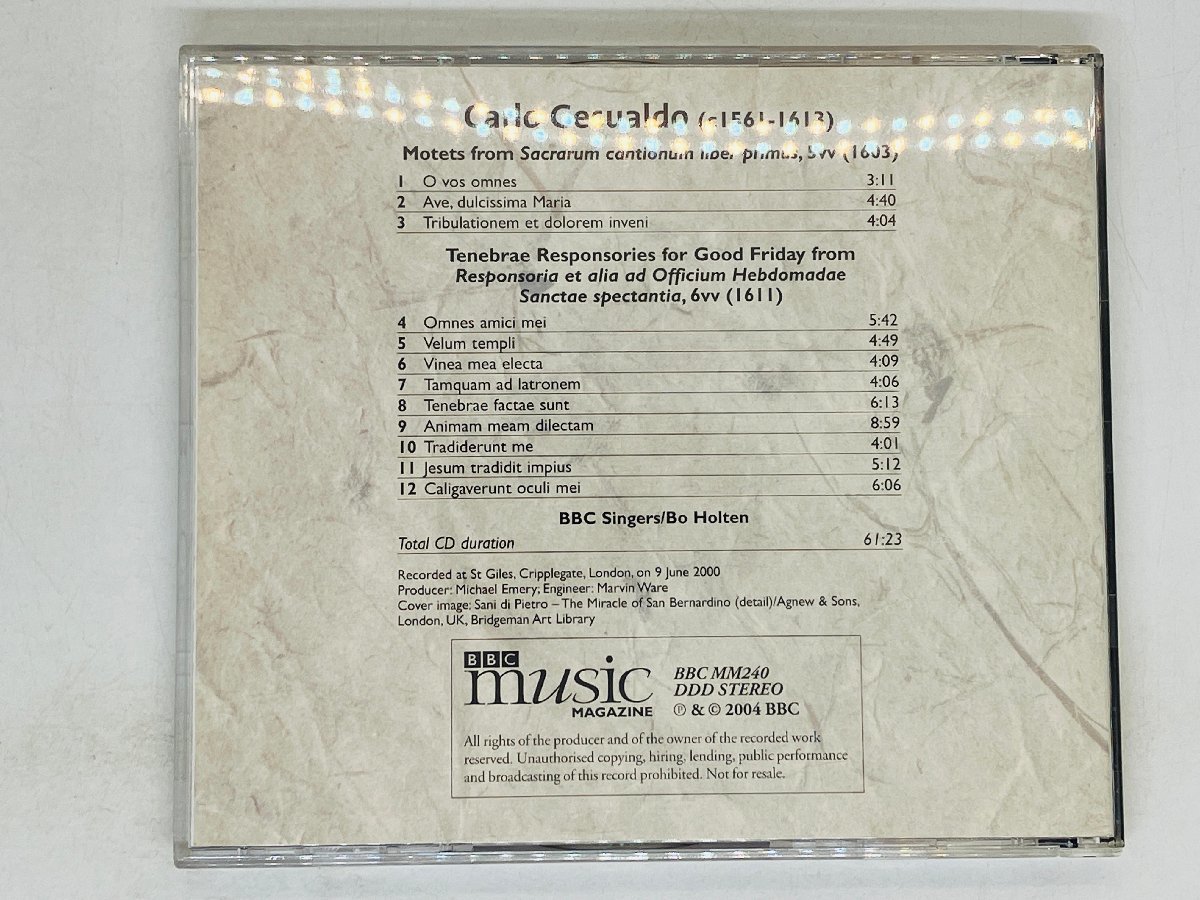 Carlo Gesualdo (c1561-1613)
Motets from Sacrarum cantionum liber primus, 5vv (1603)
1 O vos omnes 3:11
2 Ave, dulcissima Maria 4:40
3 Tribulationem et dolorem inveni 4:04
Tenebrae Responsories for Good Friday from
Responsoria et alia ad Officium Hebdomadae
Sanctae spectantia, 6vv (1611)
4 Omnes amici mei 5:42
5 Velum templi 4:49
6 Vinea mea electa 4:09
7 Tamquam ad latronem 4:06
8 Tenebrae factae sunt 6:13
9 Animam meam dilectam 8:59
10 Tradiderunt me 4:01
11 Jesum tradidit impius 5:12
12 Caligaverunt oculi mei 6:06
BBC Singers/Bo Holten
Total CD duration 61:23
Recorded at St Giles, Cripplegate, London, on 9 June 2000
Producer: Michael Emery, Engineer: Marvin Ware
Cover image: Sani di Pietro – The Miracle of San Bernardino (detail)/Agnew & Sons,
London, UK, Bridgeman Art Library
BBC
music
MAGAZINE
BBC MM240
DDD STEREO
℗ & © 2004 BBC
All rights of the producer and of the owner of the recorded work
reserved. Unauthorised copying, hiring, lending, public performance
and broadcasting of this record prohibited. Not for resale.